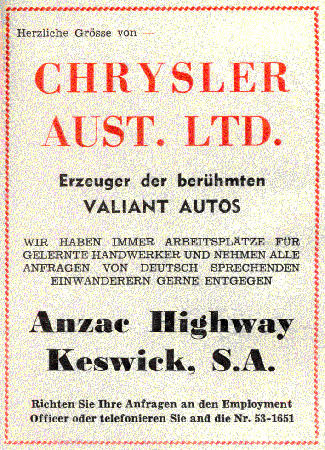 Herzliche Grösse von —
CHRYSLER
AUST. LTD.
Erzeuger der berühmten
VALIANT AUTOS
WIR HABEN IMMER ARBEITSPLÄTZE FÜR
GELERNTE HANDWERKER UND NEHMEN ALLE
ANFRAGEN VON DEUTSCH SPRECHENDEN
EINWANDERERN GERNE ENTGEGEN
Anzac Highway
Keswick, S.A.
Richten Sie Ihre Anfragen an den Employment
Officer oder telefonieren Sie and die Nr. 53-1651